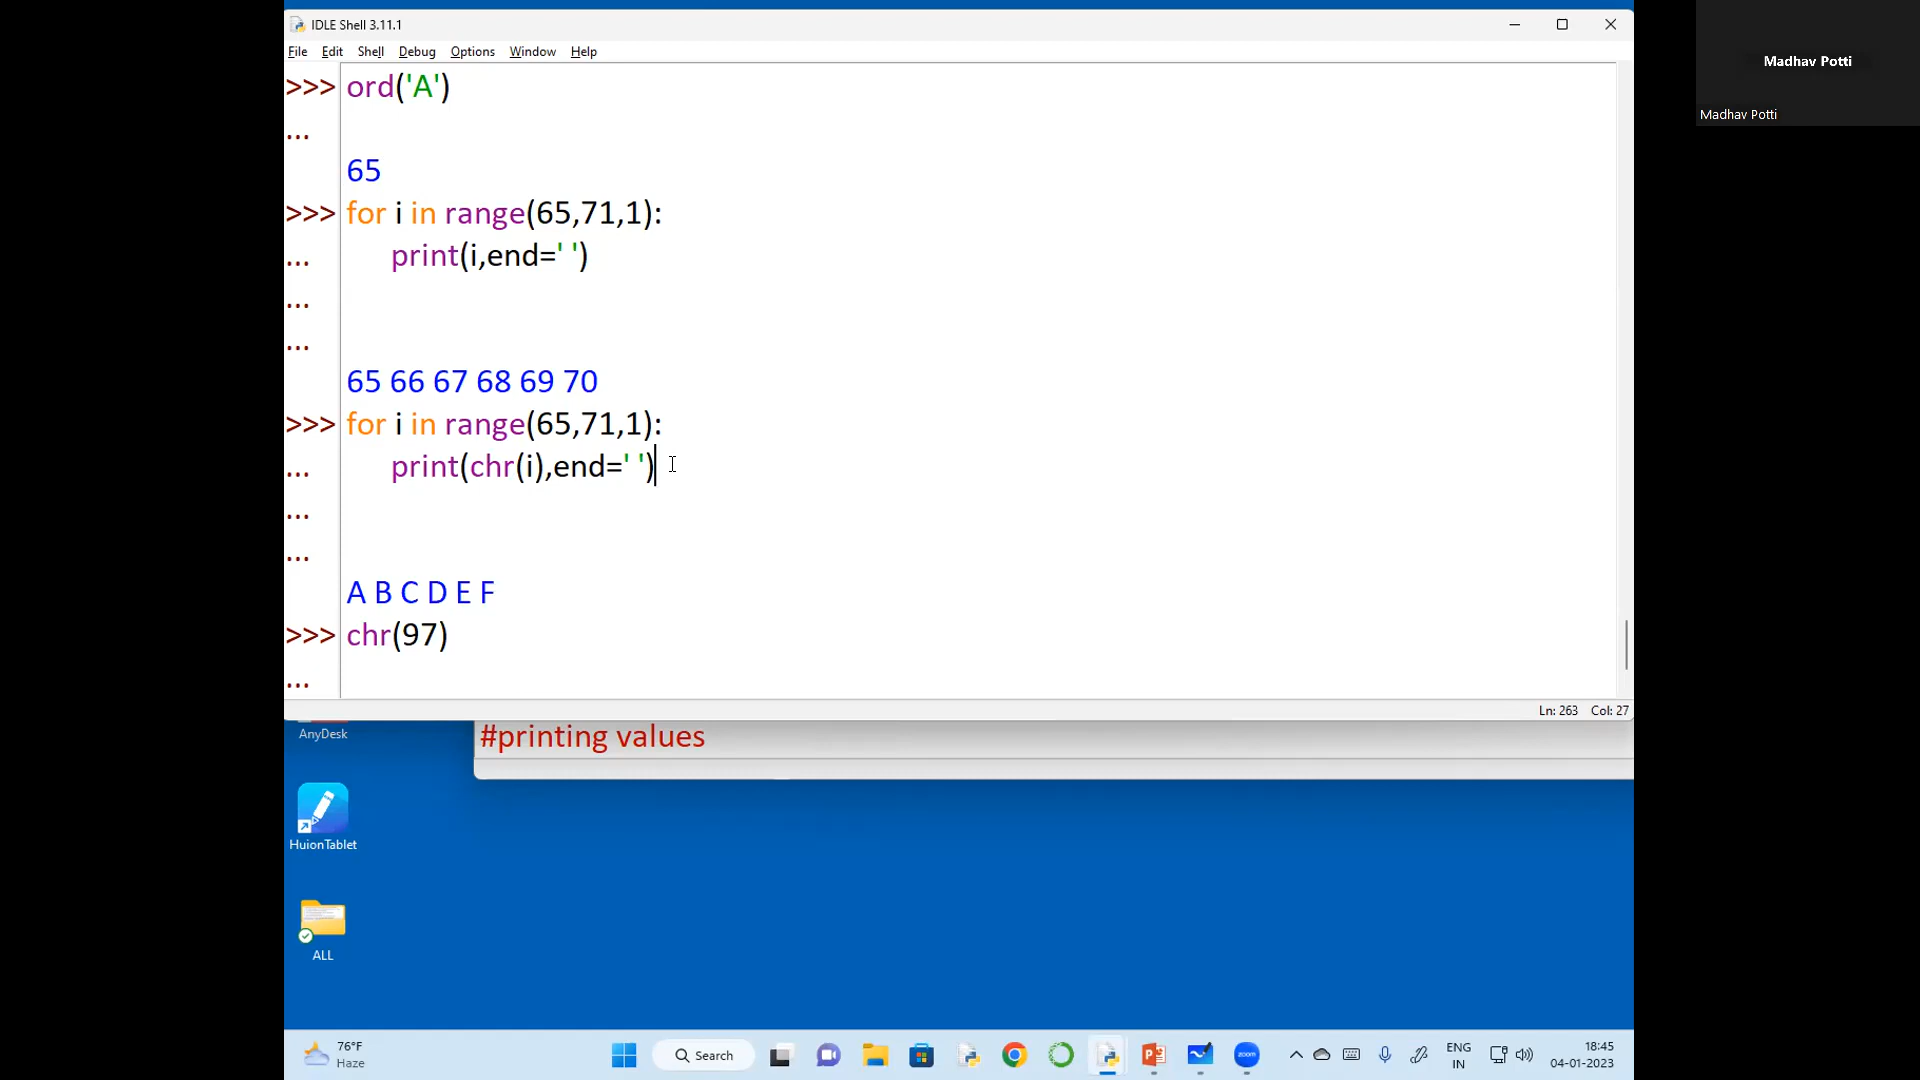 IDLE Shell 3.11.1
File Edit Shell Debug Options Window Help
>>> ord('A')
...
65
>>> for i in range(65,71,1):
... print(i,end=' ')
...
...
65 66 67 68 69 70
>>> for i in range(65,71,1):
... print(chr(i),end=' ')
...
...
A B C D E F
>>> chr(97)
...
Ln: 263 Col: 27
#printing values
AnyDesk
HuionTablet
ALL
76°F
Haze
Search
zoom
ENG
IN
18:45
04-01-2023
Madhav Potti
Madhav Potti